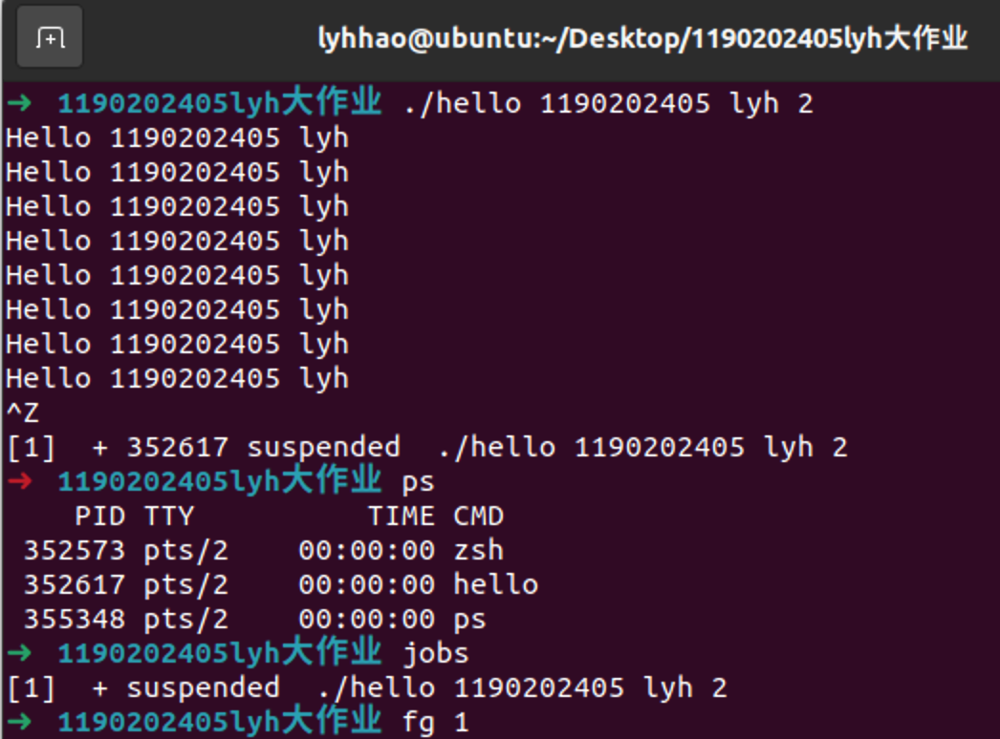 lyhhao@ubuntu:~/Desktop/1190202405lyh大作业
➜  1190202405lyh大作业 ./hello 1190202405 lyh 2
Hello 1190202405 lyh
Hello 1190202405 lyh
Hello 1190202405 lyh
Hello 1190202405 lyh
Hello 1190202405 lyh
Hello 1190202405 lyh
Hello 1190202405 lyh
Hello 1190202405 lyh
^Z
[1]  + 352617 suspended  ./hello 1190202405 lyh 2
➜  1190202405lyh大作业 ps
    PID TTY          TIME CMD
 352573 pts/2    00:00:00 zsh
 352617 pts/2    00:00:00 hello
 355348 pts/2    00:00:00 ps
➜  1190202405lyh大作业 jobs
[1]  + suspended  ./hello 1190202405 lyh 2
➜  1190202405lyh大作业 fg 1